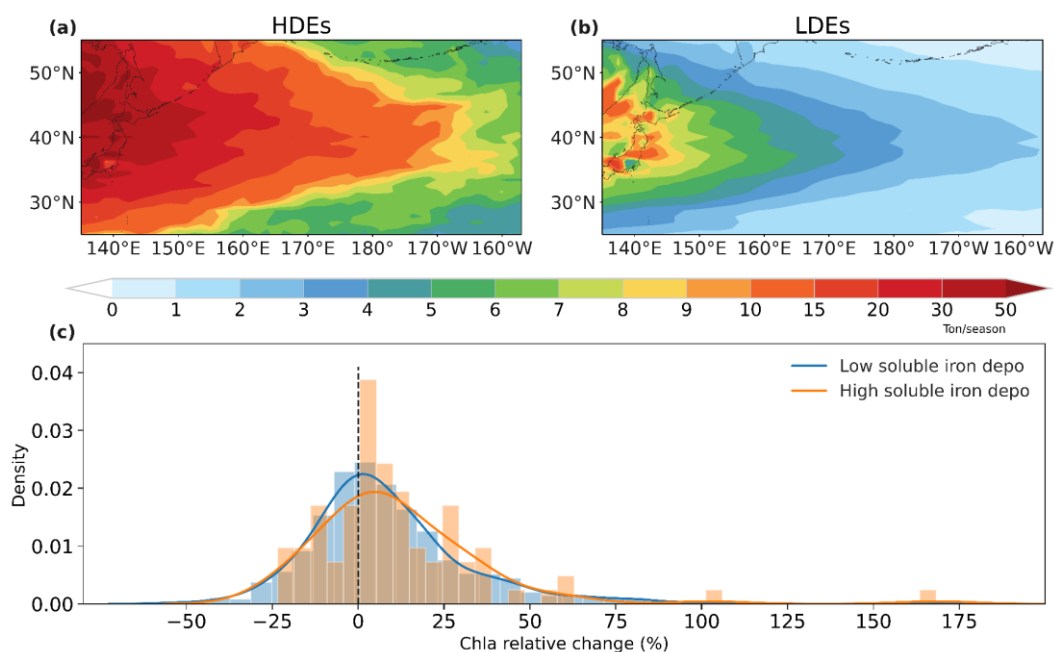 (a) HDEs
(b) LDEs
50°N
40°N
30°N
50°N
40°N
30°N
140°E 150°E 160°E 170°E 180° 170°W 160°W
140°E 150°E 160°E 170°E 180° 170°W 160°W
0 1 2 3 4 5 6 7 8 9 10 15 20 30 50
Ton/season
(c)
Low soluble iron depo
High soluble iron depo
0.04
0.03
0.02
0.01
0.00
Density
−50 −25 0 25 50 75 100 125 150 175
Chla relative change (%)